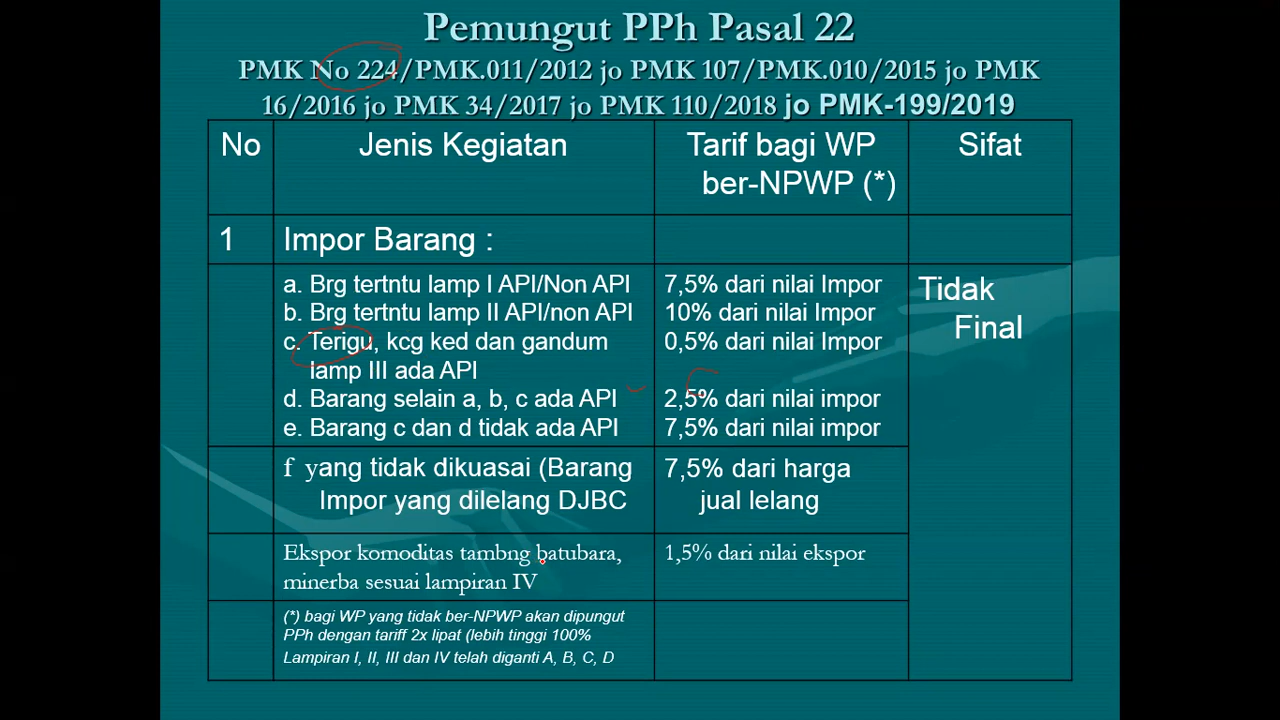 Pemungut PPh Pasal 22
PMK No 224/PMK.011/2012 jo PMK 107/PMK.010/2015 jo PMK
16/2016 jo PMK 34/2017 jo PMK 110/2018 jo PMK-199/2019
No Jenis Kegiatan Tarif bagi WP Sifat
ber-NPWP (*)
1 Impor Barang :
a. Brg tertntu lamp I API/Non API 7,5% dari nilai Impor Tidak
b. Brg tertntu lamp II API/non API 10% dari nilai Impor Final
c. Terigu, kcg ked dan gandum 0,5% dari nilai Impor
lamp III ada API
d. Barang selain a, b, c ada API 2,5% dari nilai impor
e. Barang c dan d tidak ada API 7,5% dari nilai impor
f yang tidak dikuasai (Barang 7,5% dari harga
Impor yang dilelang DJBC jual lelang
Ekspor komoditas tambng batubara, 1,5% dari nilai ekspor
minerba sesuai lampiran IV
(*) bagi WP yang tidak ber-NPWP akan dipungut
PPh dengan tariff 2x lipat (lebih tinggi 100%
Lampiran I, II, III dan IV telah diganti A, B, C, D